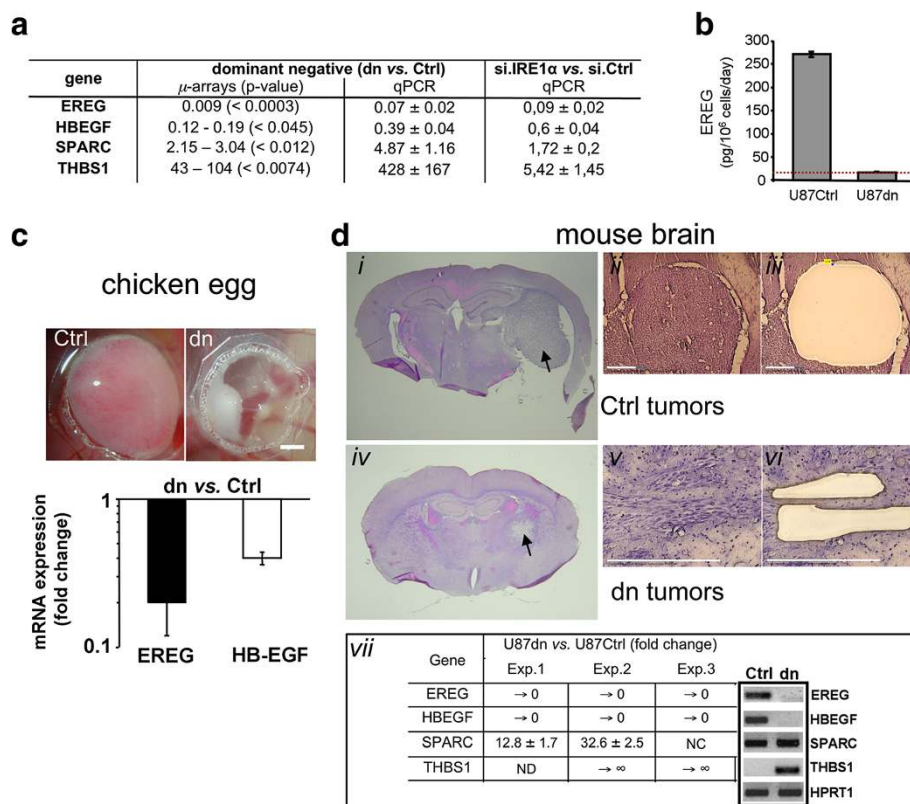 a
gene dominant negative (dn vs. Ctrl) si.IRE1α vs. si.Ctrl
μ-arrays (p-value) qPCR qPCR
EREG 0.009 (< 0.0003) 0.07 ± 0.02 0,09 ± 0,02
HBEGF 0.12 - 0.19 (< 0.045) 0.39 ± 0.04 0,6 ± 0,04
SPARC 2.15 – 3.04 (< 0.012) 4.87 ± 1.16 1,72 ± 0,2
THBS1 43 – 104 (< 0.0074) 428 ± 167 5,42 ± 1,45
b
EREG
(pg/10⁶ cells/day)
300
250
200
150
100
50
0
U87Ctrl U87dn
c
chicken egg
Ctrl dn
dn vs. Ctrl
mRNA expression
(fold change)
1
0.1
EREG HB-EGF
d
mouse brain
i ii iii
Ctrl tumors
iv v vi
dn tumors
vii
Gene U87dn vs. U87Ctrl (fold change)
Exp.1 Exp.2 Exp.3
EREG → 0 → 0 → 0
HBEGF → 0 → 0 → 0
SPARC 12.8 ± 1.7 32.6 ± 2.5 NC
THBS1 ND → ∞ → ∞
Ctrl dn
EREG
HBEGF
SPARC
THBS1
HPRT1